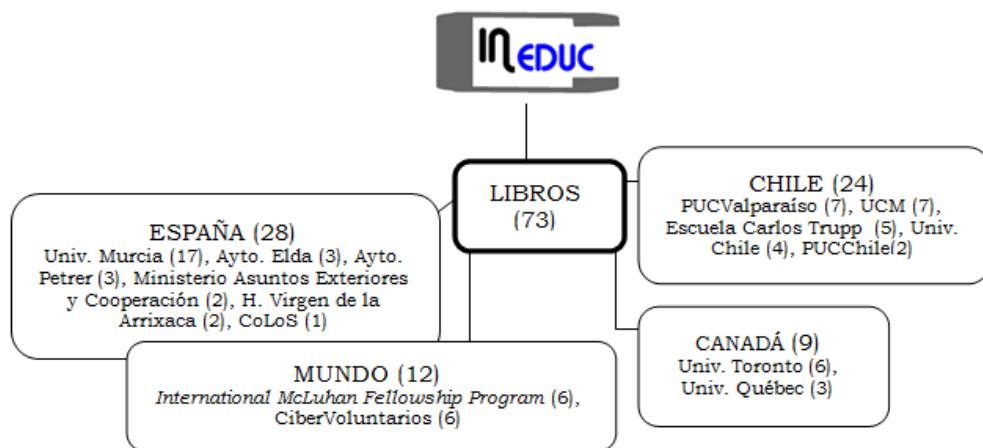 INEDUC
LIBROS
(73)
CHILE (24)
PUCValparaíso (7), UCM (7),
Escuela Carlos Trupp (5), Univ.
Chile (4), PUCChile(2)
ESPAÑA (28)
Univ. Murcia (17), Ayto. Elda (3), Ayto.
Petrer (3), Ministerio Asuntos Exteriores
y Cooperación (2), H. Virgen de la
Arrixaca (2), CoLoS (1)
CANADÁ (9)
Univ. Toronto (6),
Univ. Québec (3)
MUNDO (12)
International McLuhan Fellowship Program (6),
CiberVoluntarios (6)